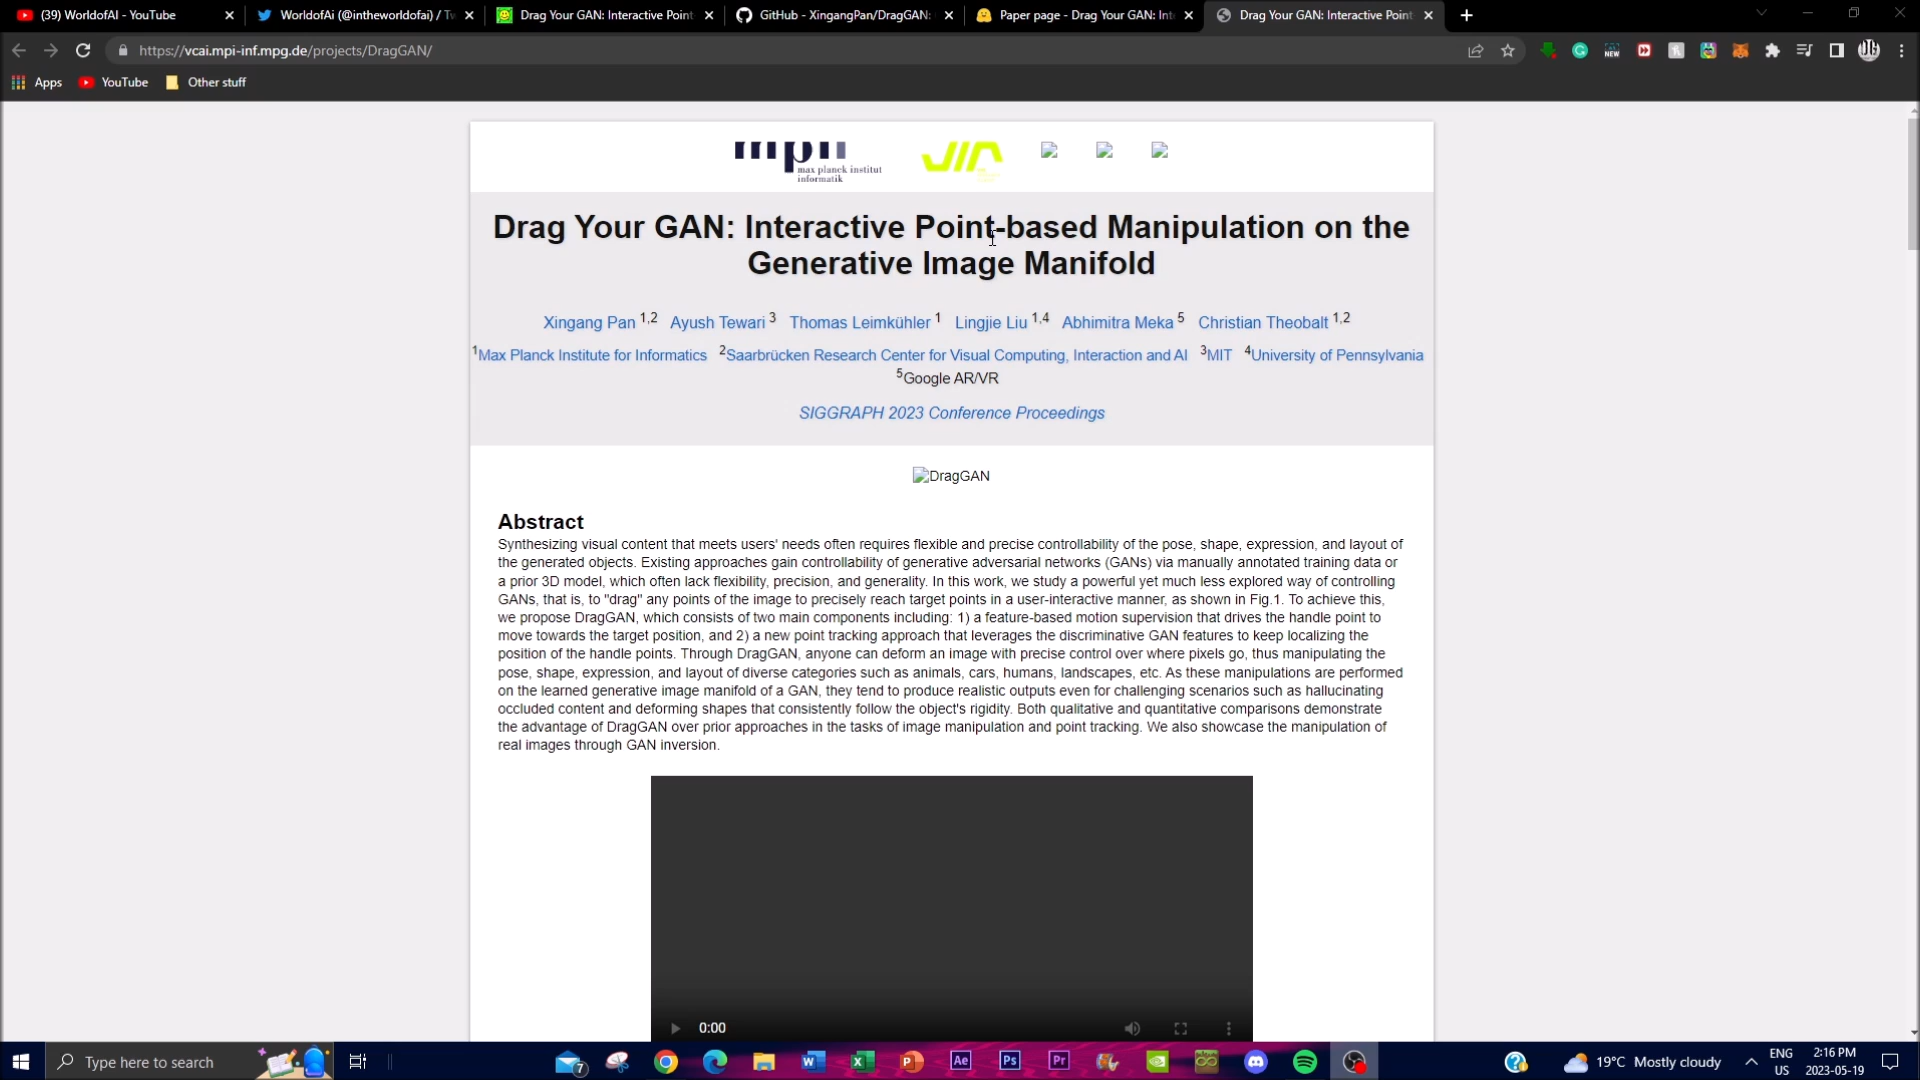 (39) WorldofAI - YouTube
WorldofAi (@intheworldofai) / Tw
Drag Your GAN: Interactive Point
GitHub - XingangPan/DragGAN:
Paper page - Drag Your GAN: Int
Drag Your GAN: Interactive Point
https://vcai.mpi-inf.mpg.de/projects/DragGAN/
NEW
Apps
YouTube
Other stuff
max planck institut
informatik
Drag Your GAN: Interactive Point-based Manipulation on the
Generative Image Manifold
Xingang Pan 1,2 Ayush Tewari 3 Thomas Leimkühler 1 Lingjie Liu 1,4 Abhimitra Meka 5 Christian Theobalt 1,2
1Max Planck Institute for Informatics 2Saarbrücken Research Center for Visual Computing, Interaction and AI 3MIT 4University of Pennsylvania
5Google AR/VR
SIGGRAPH 2023 Conference Proceedings
DragGAN
Abstract
Synthesizing visual content that meets users' needs often requires flexible and precise controllability of the pose, shape, expression, and layout of
the generated objects. Existing approaches gain controllability of generative adversarial networks (GANs) via manually annotated training data or
a prior 3D model, which often lack flexibility, precision, and generality. In this work, we study a powerful yet much less explored way of controlling
GANs, that is, to "drag" any points of the image to precisely reach target points in a user-interactive manner, as shown in Fig.1. To achieve this,
we propose DragGAN, which consists of two main components including: 1) a feature-based motion supervision that drives the handle point to
move towards the target position, and 2) a new point tracking approach that leverages the discriminative GAN features to keep localizing the
position of the handle points. Through DragGAN, anyone can deform an image with precise control over where pixels go, thus manipulating the
pose, shape, expression, and layout of diverse categories such as animals, cars, humans, landscapes, etc. As these manipulations are performed
on the learned generative image manifold of a GAN, they tend to produce realistic outputs even for challenging scenarios such as hallucinating
occluded content and deforming shapes that consistently follow the object's rigidity. Both qualitative and quantitative comparisons demonstrate
the advantage of DragGAN over prior approaches in the tasks of image manipulation and point tracking. We also showcase the manipulation of
real images through GAN inversion.
0:00
Type here to search
7
Ae
Ps
Pr
19°C Mostly cloudy
ENG
US
2:16 PM
2023-05-19